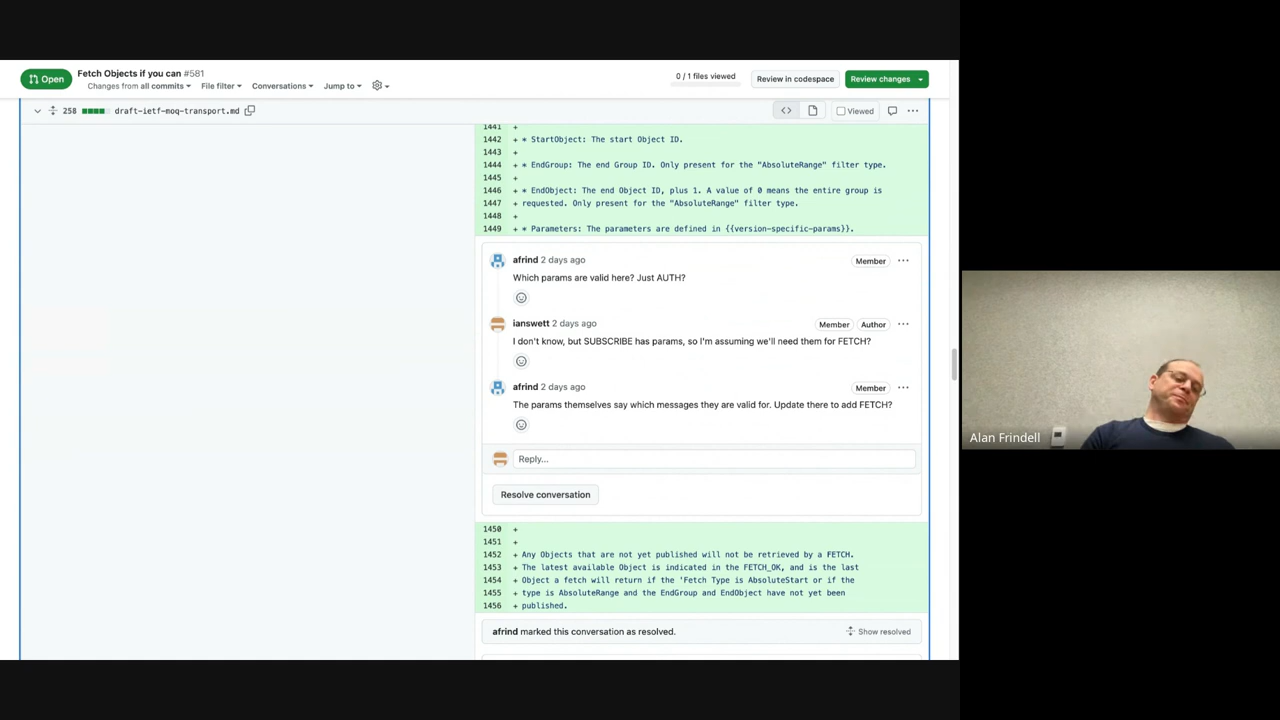 Open
Fetch Objects if you can #581
Changes from all commits File filter Conversations Jump to
0 / 1 files viewed
Review in codespace
Review changes
258 draft-ietf-moq-transport.md
Viewed
1441 +
1442 + * StartObject: The start Object ID.
1443 +
1444 + * EndGroup: The end Group ID. Only present for the "AbsoluteRange" filter type.
1445 +
1446 + * EndObject: The end Object ID, plus 1. A value of 0 means the entire group is
1447 + requested. Only present for the "AbsoluteRange" filter type.
1448 +
1449 + * Parameters: The parameters are defined in {{version-specific-params}}.
afrind 2 days ago
Member
Which params are valid here? Just AUTH?
ianswett 2 days ago
Member Author
I don't know, but SUBSCRIBE has params, so I'm assuming we'll need them for FETCH?
afrind 2 days ago
Member
The params themselves say which messages they are valid for. Update there to add FETCH?
Reply...
Resolve conversation
1450 +
1451 +
1452 + Any Objects that are not yet published will not be retrieved by a FETCH.
1453 + The latest available Object is indicated in the FETCH_OK, and is the last
1454 + Object a fetch will return if the 'Fetch Type is AbsoluteStart or if the
1455 + type is AbsoluteRange and the EndGroup and EndObject have not yet been
1456 + published.
afrind marked this conversation as resolved.
Show resolved
Alan Frindell